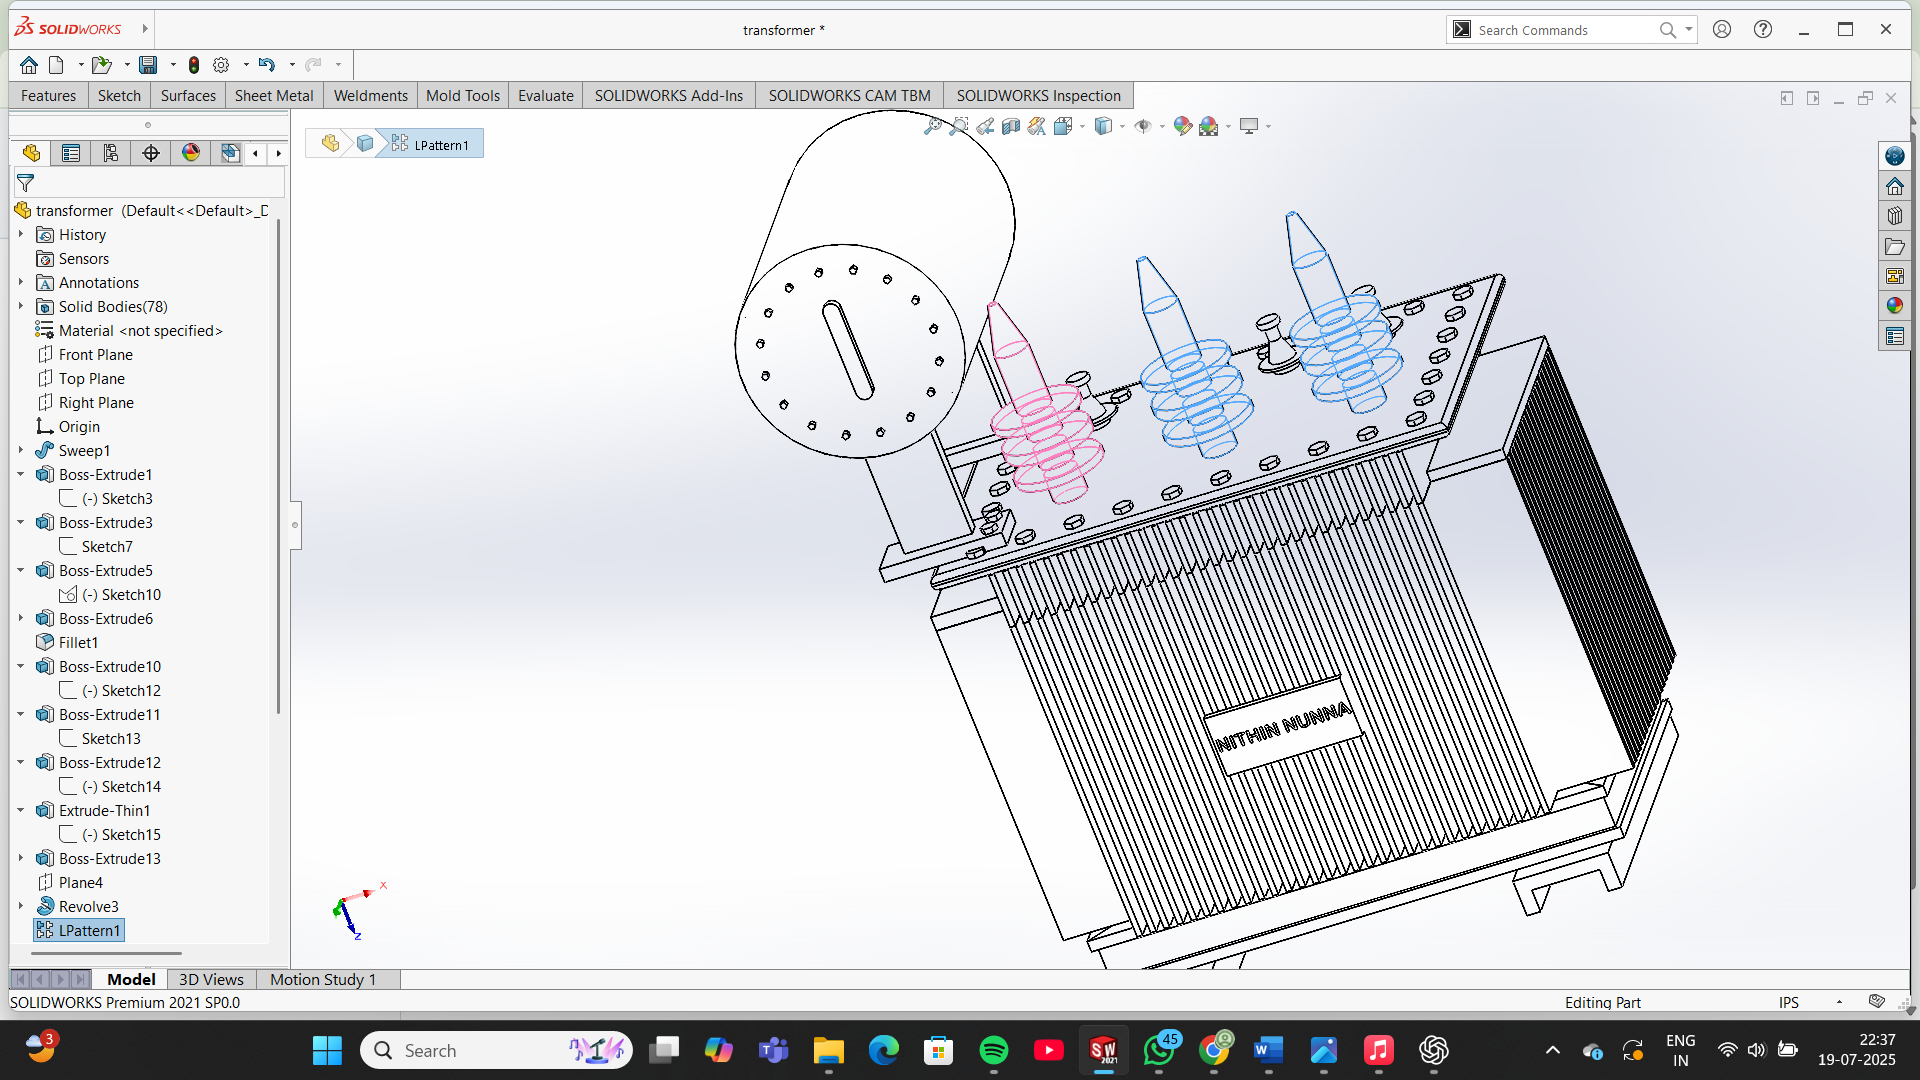 SOLIDWORKS
transformer *
Search Commands
Features Sketch Surfaces Sheet Metal Weldments Mold Tools Evaluate SOLIDWORKS Add-Ins SOLIDWORKS CAM TBM SOLIDWORKS Inspection
LPattern1
transformer (Default<<Default>_D
History
Sensors
Annotations
Solid Bodies(78)
Material <not specified>
Front Plane
Top Plane
Right Plane
Origin
Sweep1
Boss-Extrude1
(-) Sketch3
Boss-Extrude3
Sketch7
Boss-Extrude5
(-) Sketch10
Boss-Extrude6
Fillet1
Boss-Extrude10
(-) Sketch12
Boss-Extrude11
Sketch13
Boss-Extrude12
(-) Sketch14
Extrude-Thin1
(-) Sketch15
Boss-Extrude13
Plane4
Revolve3
LPattern1
NITHIN NUNNA
X
Z
Model 3D Views Motion Study 1
SOLIDWORKS Premium 2021 SP0.0
Editing Part
IPS
3
Search
SW
2021
45
W
ENG
IN
22:37
19-07-2025